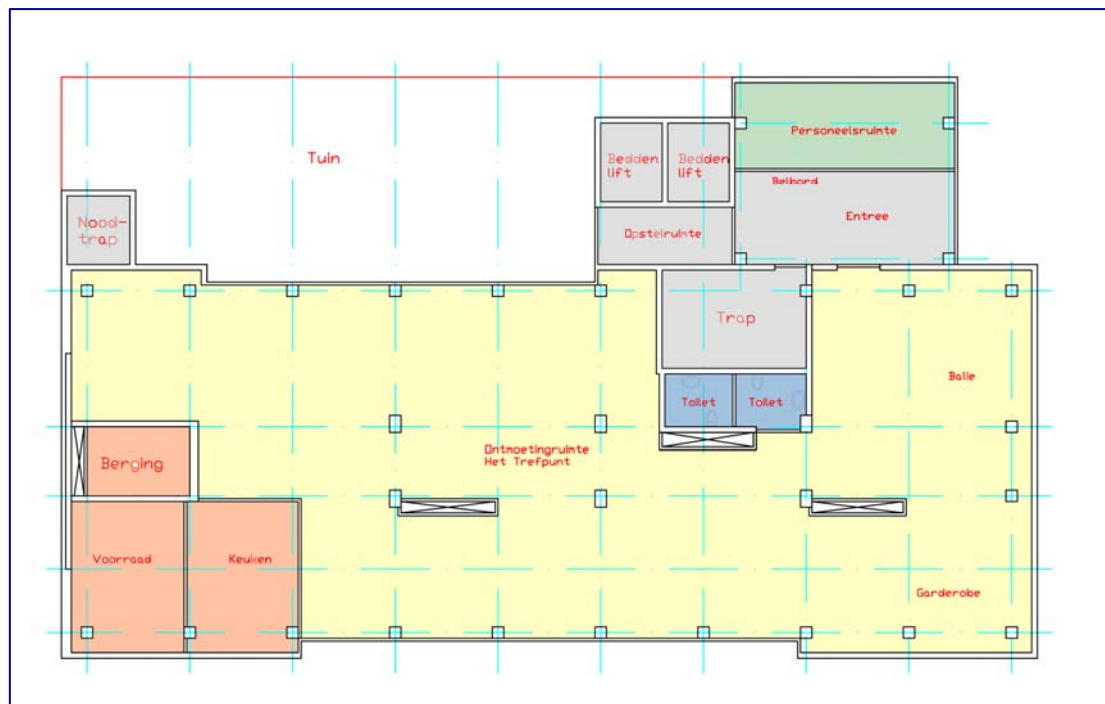 Personeelsruimte
Tuin
Bedden
lift
Bedden
lift
Belbord
Entree
Nood-
trap
Opstelruimte
Trap
Balie
Toilet
Toilet
Ontmoetingruimte
Het Trefpunt
Berging
Voorraad
Keuken
Garderobe